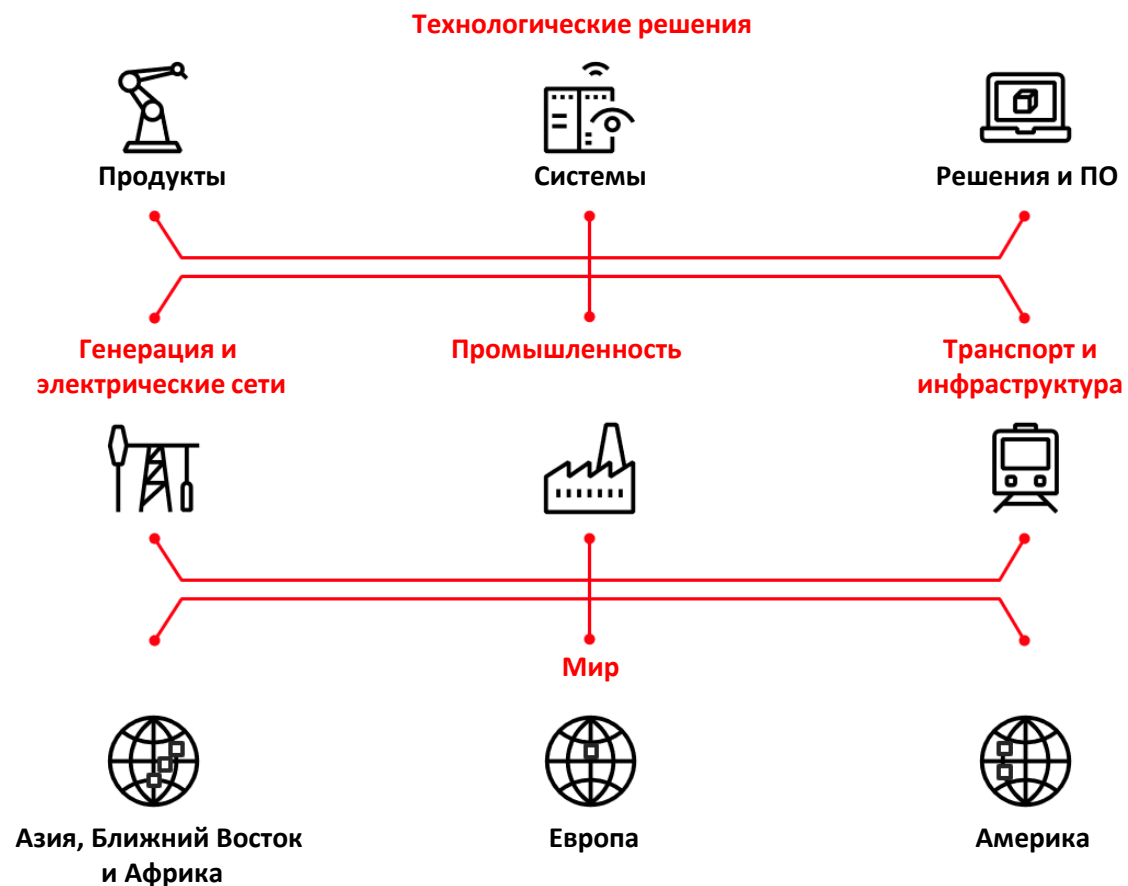 Технологические решения
Продукты
Системы
Решения и ПО
Генерация и
электрические сети
Промышленность
Транспорт и
инфраструктура
Мир
Азия, Ближний Восток
и Африка
Европа
Америка